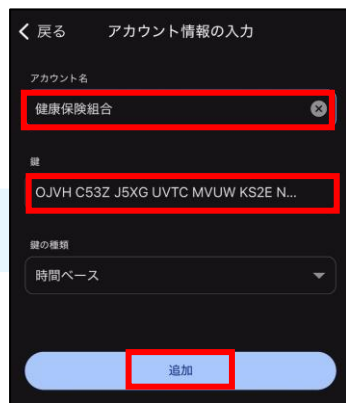 戻る アカウント情報の入力
アカウント名
健康保険組合
鍵
OJVH C53Z J5XG UVTC MVUW KS2E N...
鍵の種類
時間ベース
追加